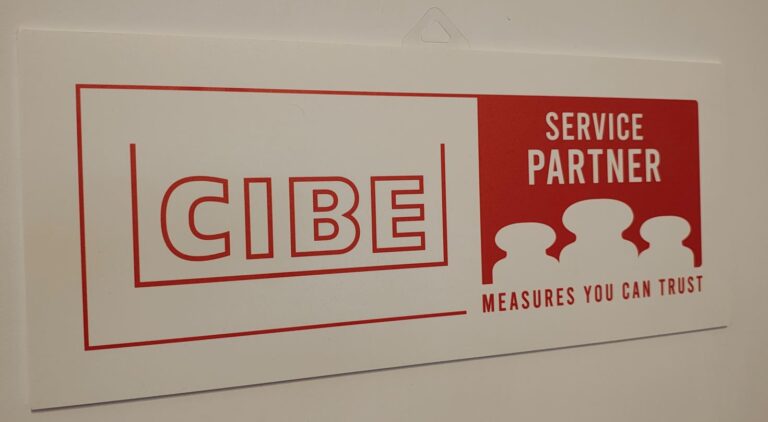 CIBE
SERVICE
PARTNER
MEASURES YOU CAN TRUST